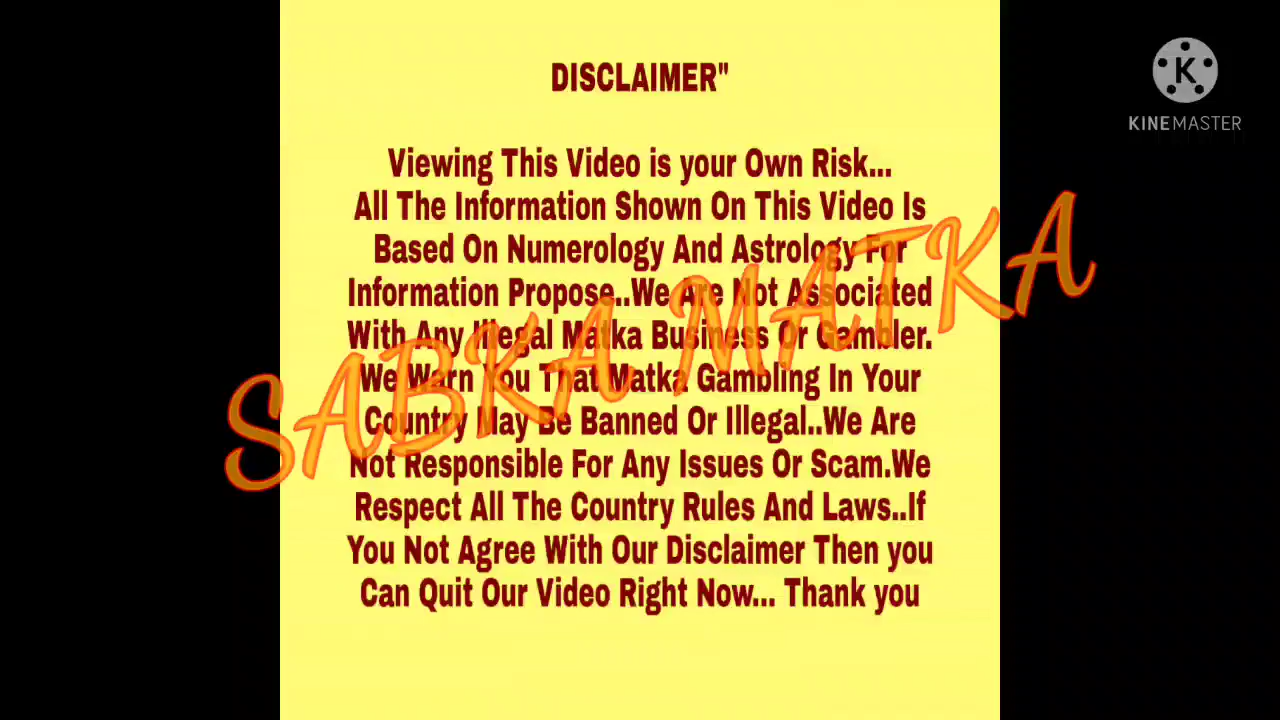 DISCLAIMER"
Viewing This Video is your Own Risk...
All The Information Shown On This Video Is
Based On Numerology And Astrology For
Information Propose..We Are Not Associated
With Any Illegal Matka Business Or Gambler.
We Warn You That Matka Gambling In Your
Country May Be Banned Or Illegal..We Are
Not Responsible For Any Issues Or Scam.We
Respect All The Country Rules And Laws..If
You Not Agree With Our Disclaimer Then you
Can Quit Our Video Right Now... Thank you
SABKA MATKA
K
KINEMASTER